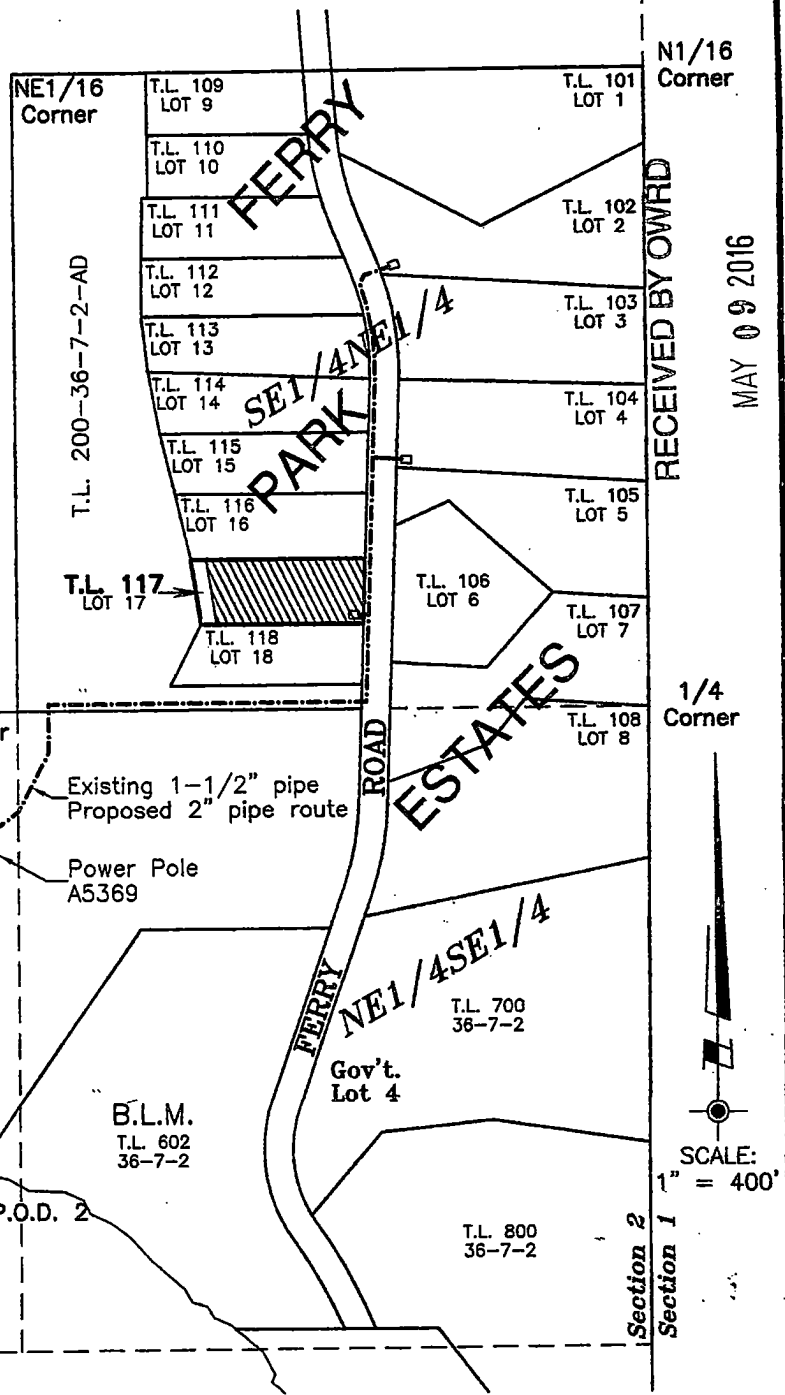 N1/16
Corner
NE1/16
Corner
T.L. 109
LOT 9
T.L. 101
LOT 1
FERRY
T.L. 110
LOT 10
T.L. 111
LOT 11
T.L. 102
LOT 2
RECEIVED BY OWRD
MAY 09 2016
T.L. 112
LOT 12
T.L. 200-36-7-2-AD
T.L. 113
LOT 13
SE1/4NE1/4
T.L. 103
LOT 3
T.L. 114
LOT 14
T.L. 104
LOT 4
PARK
T.L. 115
LOT 15
T.L. 116
LOT 16
T.L. 105
LOT 5
T.L. 117
LOT 17
T.L. 106
LOT 6
T.L. 107
LOT 7
T.L. 118
LOT 18
1/4
Corner
T.L. 108
LOT 8
ROAD
ESTATES
Existing 1-1/2" pipe
Proposed 2" pipe route
Power Pole
A5369
FERRY
NE1/4SE1/4
T.L. 700
36-7-2
Gov't.
Lot 4
B.L.M.
T.L. 602
36-7-2
SCALE:
1" = 400'
P.O.D. 2
T.L. 800
36-7-2
Section 2
Section 1